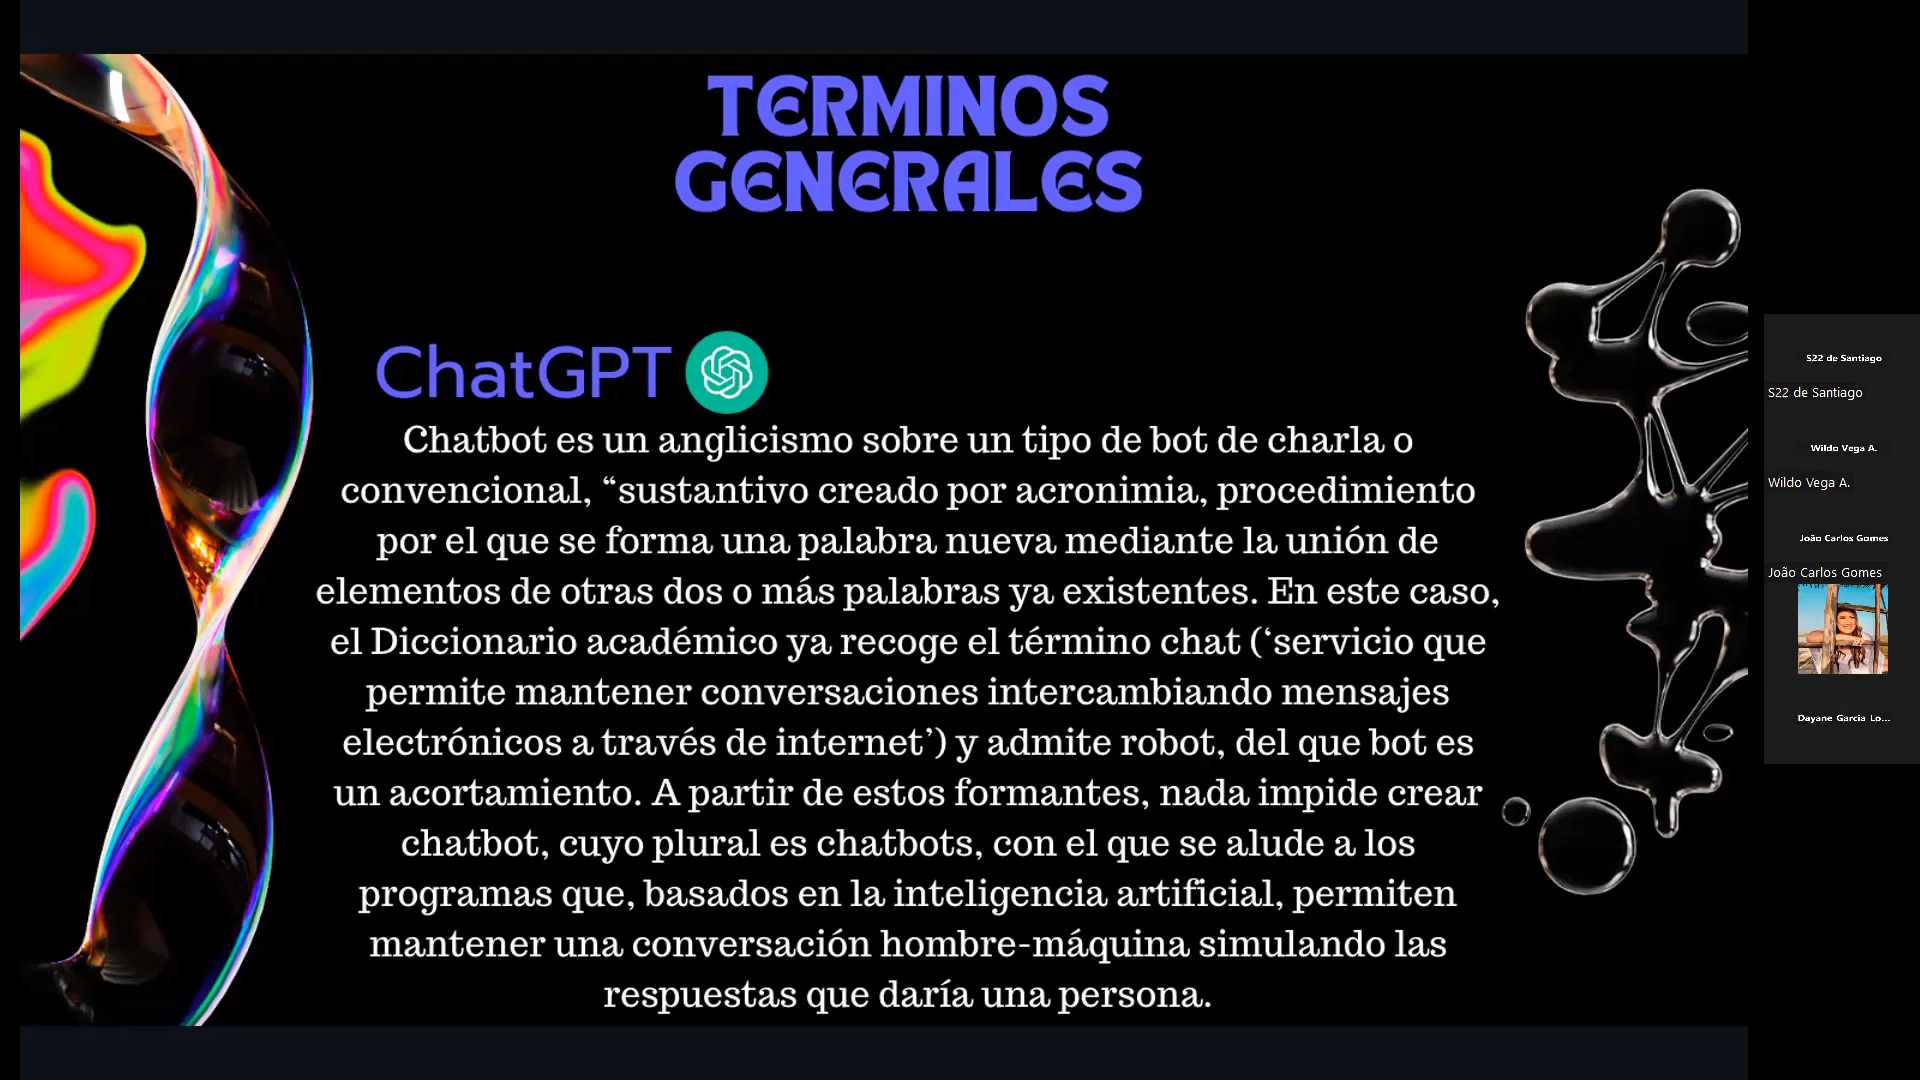 TERMINOS
GENERALES
ChatGPT
Chatbot es un anglicismo sobre un tipo de bot de charla o
convencional, “sustantivo creado por acronimia, procedimiento
por el que se forma una palabra nueva mediante la unión de
elementos de otras dos o más palabras ya existentes. En este caso,
el Diccionario académico ya recoge el término chat (‘servicio que
permite mantener conversaciones intercambiando mensajes
electrónicos a través de internet’) y admite robot, del que bot es
un acortamiento. A partir de estos formantes, nada impide crear
chatbot, cuyo plural es chatbots, con el que se alude a los
programas que, basados en la inteligencia artificial, permiten
mantener una conversación hombre-máquina simulando las
respuestas que daría una persona.
S22 de Santiago
S22 de Santiago
Wildo Vega A.
Wildo Vega A.
João Carlos Gomes
João Carlos Gomes
Dayane Garcia Lo...